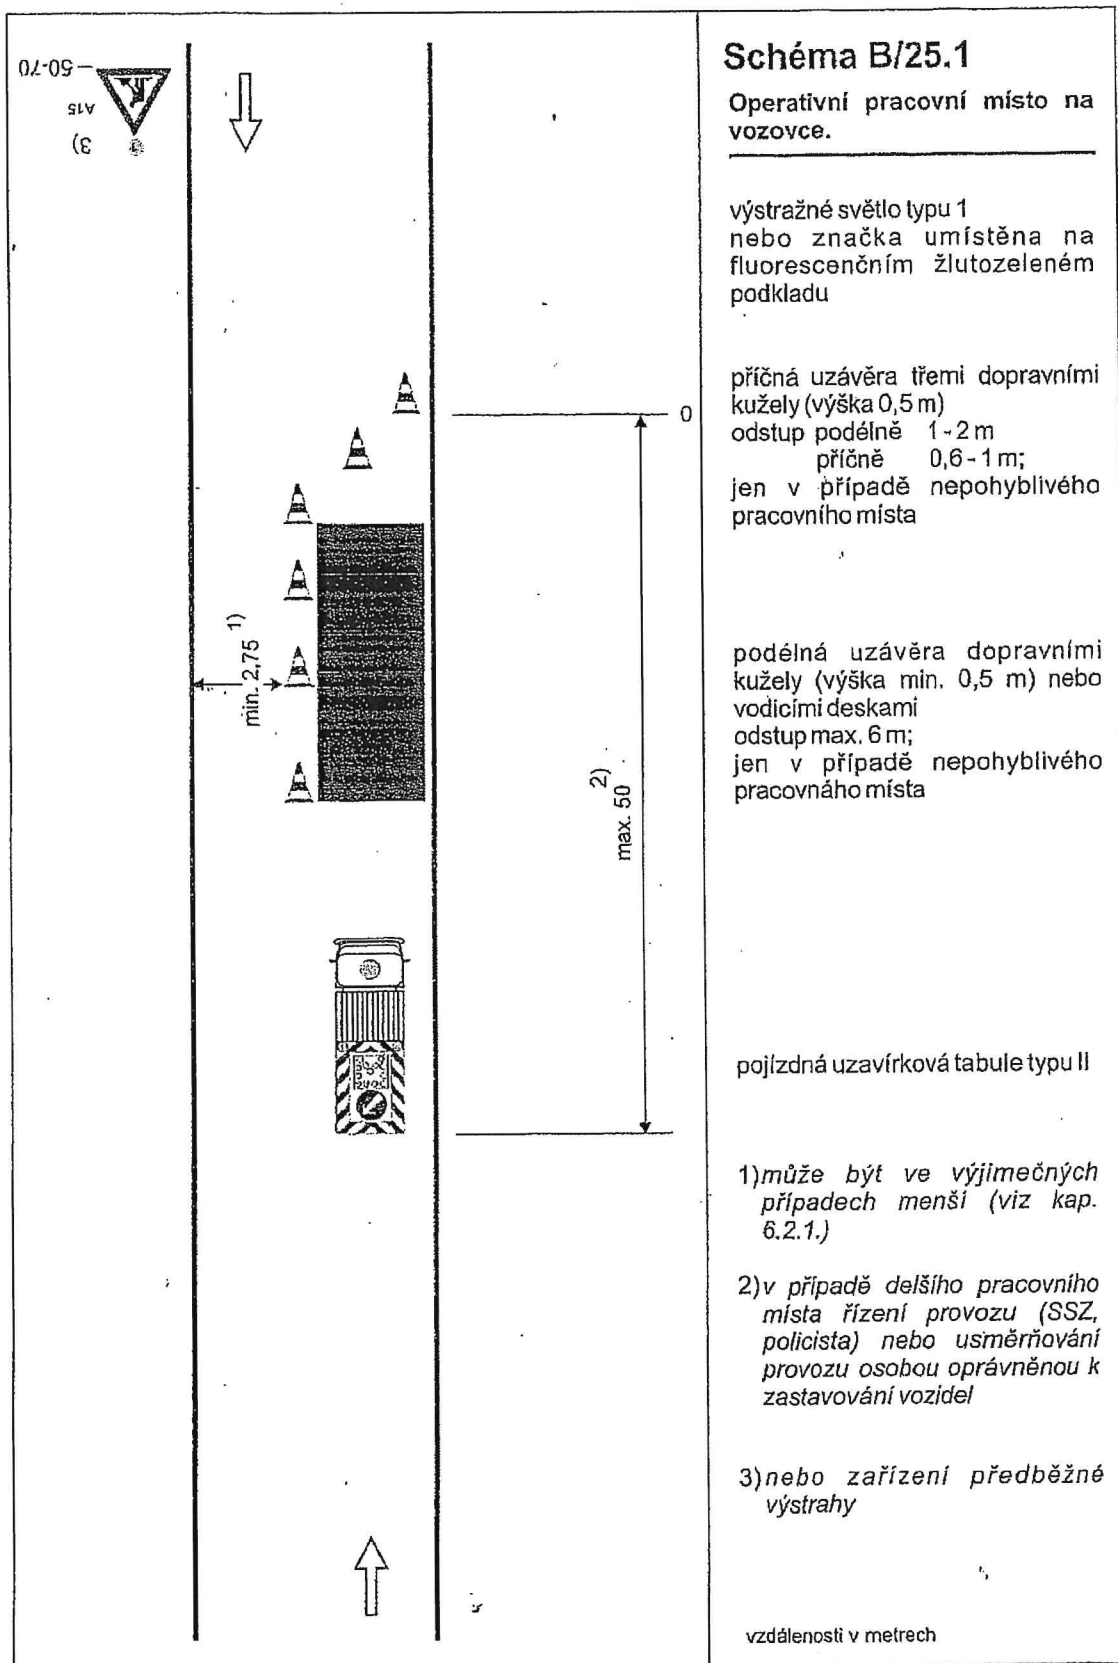 50-70
A15
3)
min. 2,75 1)
0
max. 50 2)
Schéma B/25.1
Operativní pracovní místo na
vozovce.
výstražné světlo typu 1
nebo značka umístěna na
fluorescenčním žlutozeleném
podkladu
příčná uzávěra třemi dopravními
kužely (výška 0,5 m)
odstup podélně 1-2 m
příčně 0,6-1 m;
jen v případě nepohyblivého
pracovního místa
podélná uzávěra dopravními
kužely (výška min. 0,5 m) nebo
vodicími deskami
odstup max. 6 m;
jen v případě nepohyblivého
pracovnáho místa
pojízdná uzavírková tabule typu II
1) může být ve výjimečných
případech menší (viz kap.
6.2.1.)
2) v případě delšího pracovního
místa řízení provozu (SSZ,
policista) nebo usměrňování
provozu osobou oprávněnou k
zastavování vozidel
3) nebo zařízení předběžné
výstrahy
vzdálenosti v metrech